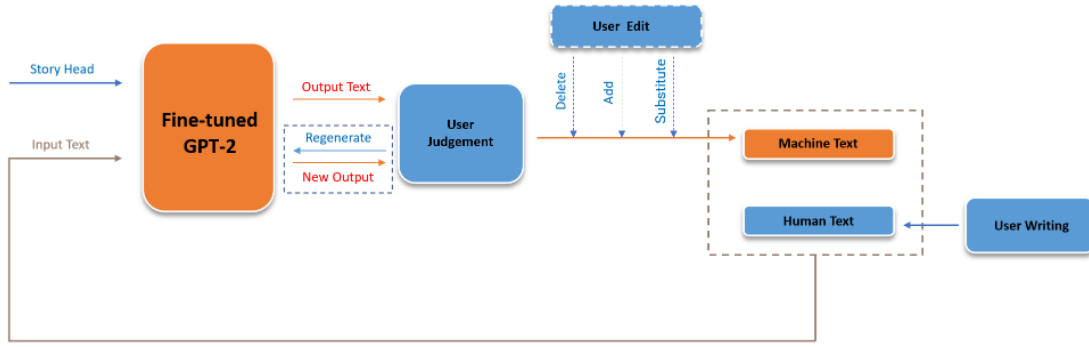 Story Head
Input Text
Fine-tuned
GPT-2
Output Text
Regenerate
New Output
User
Judgement
User Edit
Delete
Add
Substitute
Machine Text
Human Text
User Writing